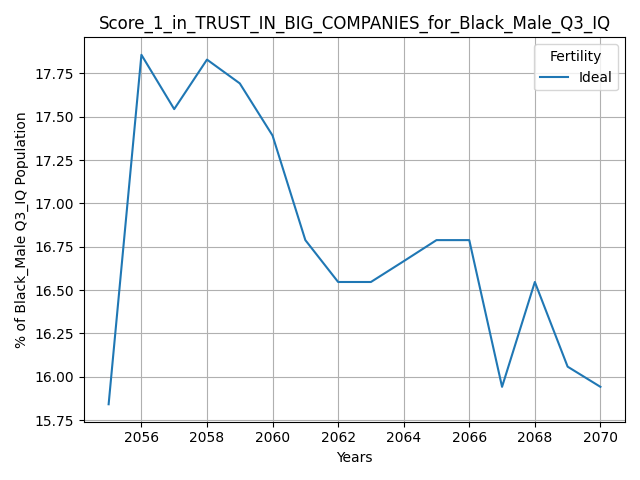 Score_1_in_TRUST_IN_BIG_COMPANIES_for_Black_Male_Q3_IQ
Fertility
Ideal
% of Black_Male Q3_IQ Population
17.75
17.50
17.25
17.00
16.75
16.50
16.25
16.00
15.75
2056 2058 2060 2062 2064 2066 2068 2070
Years